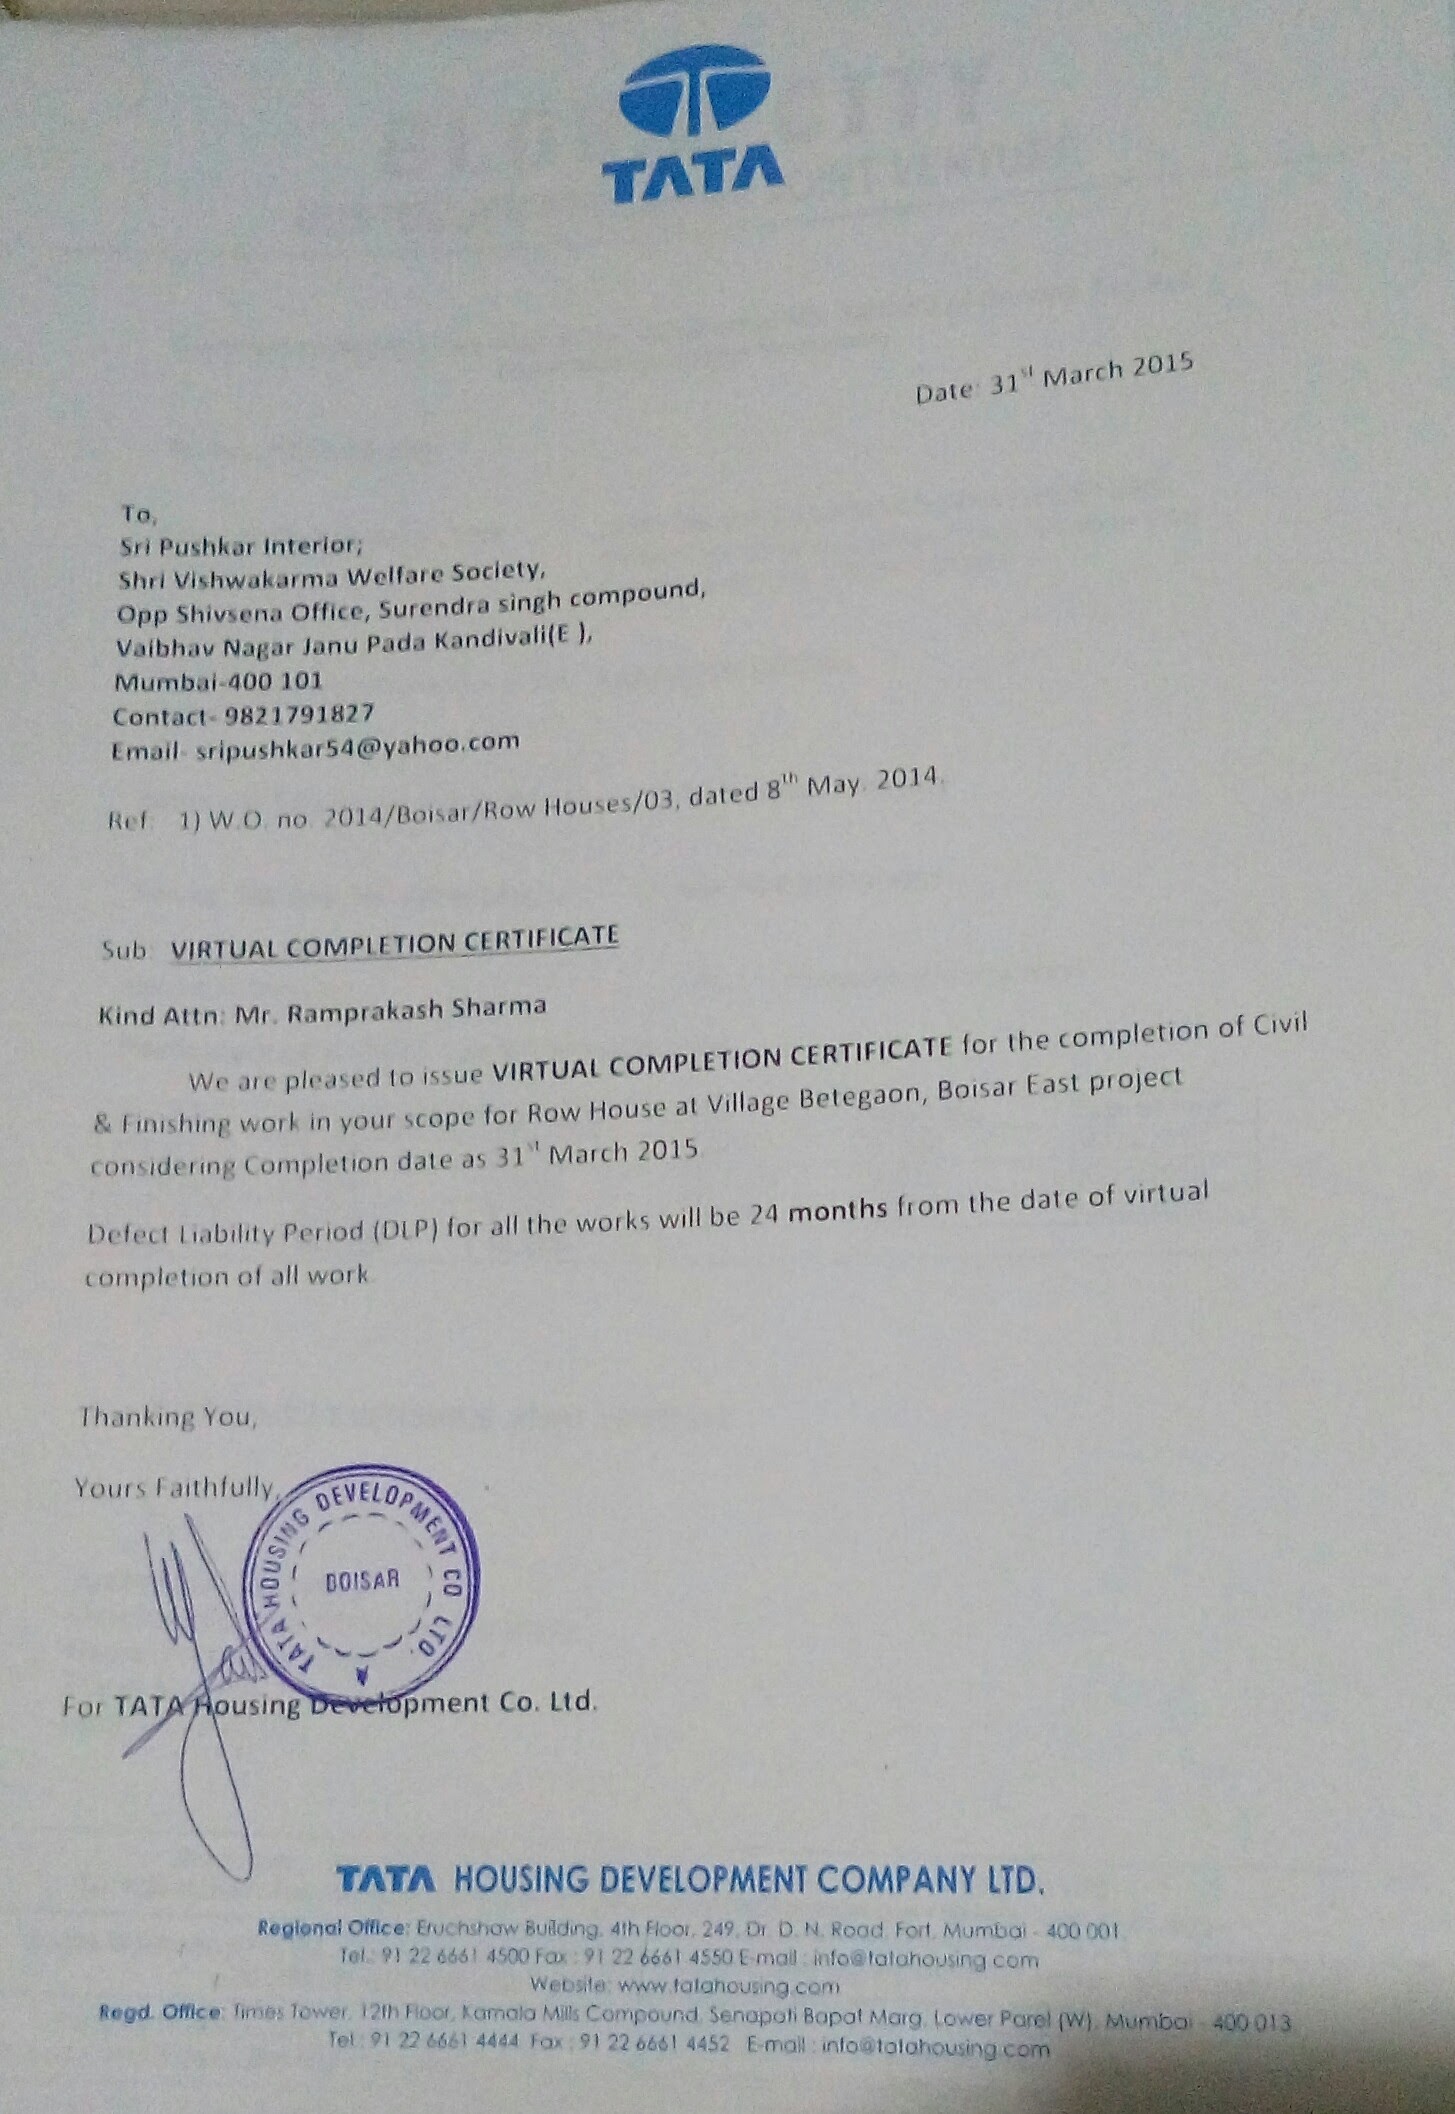 TATA
Date: 31st March 2015
To,
Sri Pushkar Interior;
Shri Vishwakarma Welfare Society,
Opp Shivsena Office, Surendra singh compound,
Vaibhav Nagar Janu Pada Kandivali(E ),
Mumbai-400 101
Contact- 9821791827
Email- sripushkar54@yahoo.com
Ref: 1) W.O. no. 2014/Boisar/Row Houses/03, dated 8th May. 2014.
Sub: VIRTUAL COMPLETION CERTIFICATE
Kind Attn: Mr. Ramprakash Sharma
We are pleased to issue VIRTUAL COMPLETION CERTIFICATE for the completion of Civil
& Finishing work in your scope for Row House at Village Betegaon, Boisar East project
considering Completion date as 31st March 2015
Defect Liability Period (DLP) for all the works will be 24 months from the date of virtual
completion of all work
Thanking You,
Yours Faithfully,
TATA HOUSING DEVELOPMENT CO LTD.
BOISAR
For TATA Housing Development Co. Ltd.
TATA HOUSING DEVELOPMENT COMPANY LTD.
Regional Office: Eruchshaw Building, 4th Floor, 249, Dr. D. N. Road, Fort, Mumbai - 400 001
Tel.: 91 22 6661 4500 Fax : 91 22 6661 4550 E-mail : info@tatahousing.com
Website: www.tatahousing.com
Regd. Office: Times Tower, 12th Floor, Kamala Mills Compound, Senapati Bapat Marg, Lower Parel (W), Mumbai - 400 013
Tel : 91 22 6661 4444 Fax : 91 22 6661 4452 E-mail : info@tatahousing.com